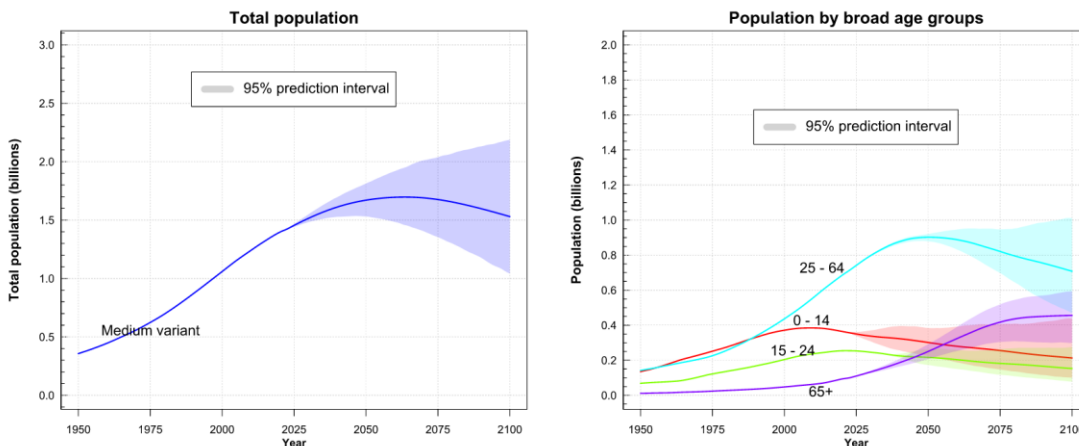 Total population
3.0
2.5
2.0
1.5
1.0
0.5
0.0
Total population (billions)
95% prediction interval
Medium variant
1950
1975
2000
2025
2050
2075
2100
Year
Population by broad age groups
2.0
1.8
1.6
1.4
1.2
1.0
0.8
0.6
0.4
0.2
0.0
Population (billions)
95% prediction interval
25 - 64
0 - 14
15 - 24
65+
1950
1975
2000
2025
2050
2075
210
Year